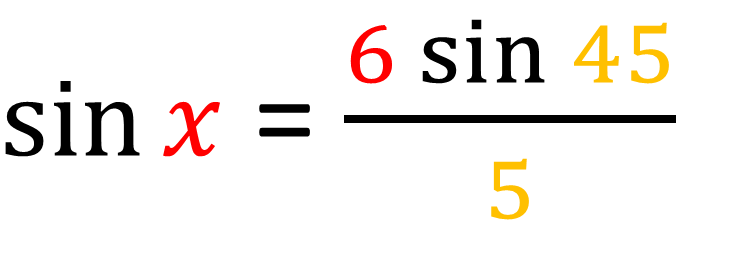 sin x = 6 sin 45 / 5